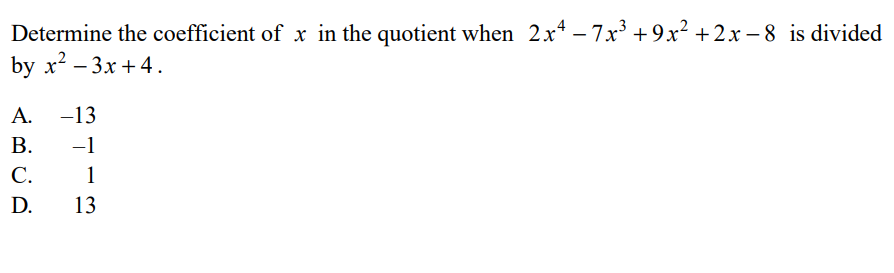 Determine the coefficient of x in the quotient when 2x⁴ – 7x³ + 9x² + 2x – 8 is divided
by x² – 3x + 4.
A. –13
B. –1
C. 1
D. 13